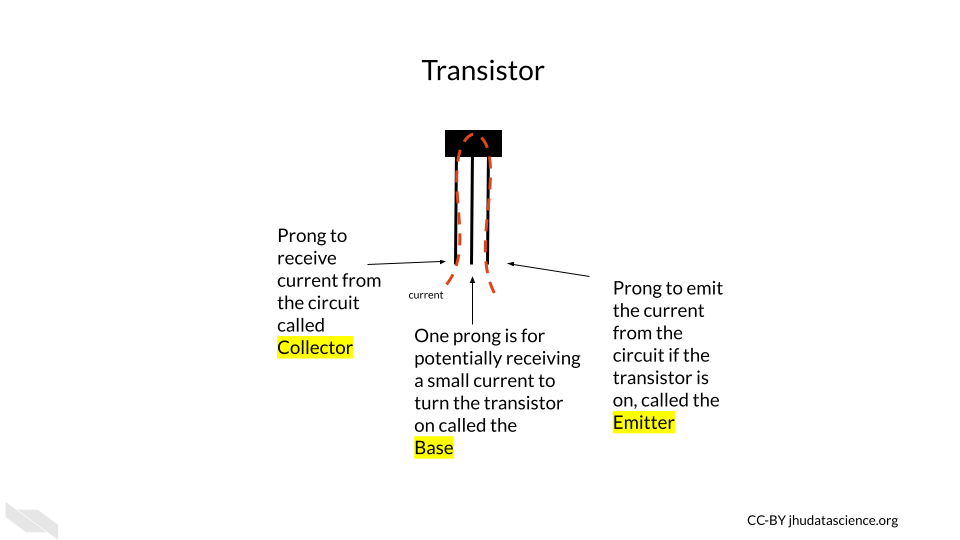 Transistor
Prong to
receive
current from
the circuit
called
Collector
current
One prong is for
potentially receiving
a small current to
turn the transistor
on called the
Base
Prong to emit
the current
from the
circuit if the
transistor is
on, called the
Emitter
CC-BY jhudatascience.org